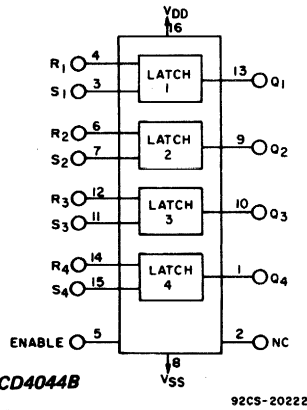 VDD
16
R1 4
S1 3
LATCH
1
13 Q1
R2 6
S2 7
LATCH
2
9 Q2
R3 12
S3 11
LATCH
3
10 Q3
R4 14
S4 15
LATCH
4
1 Q4
ENABLE 5
2 NC
8
VSS
CD4044B
92CS-20222